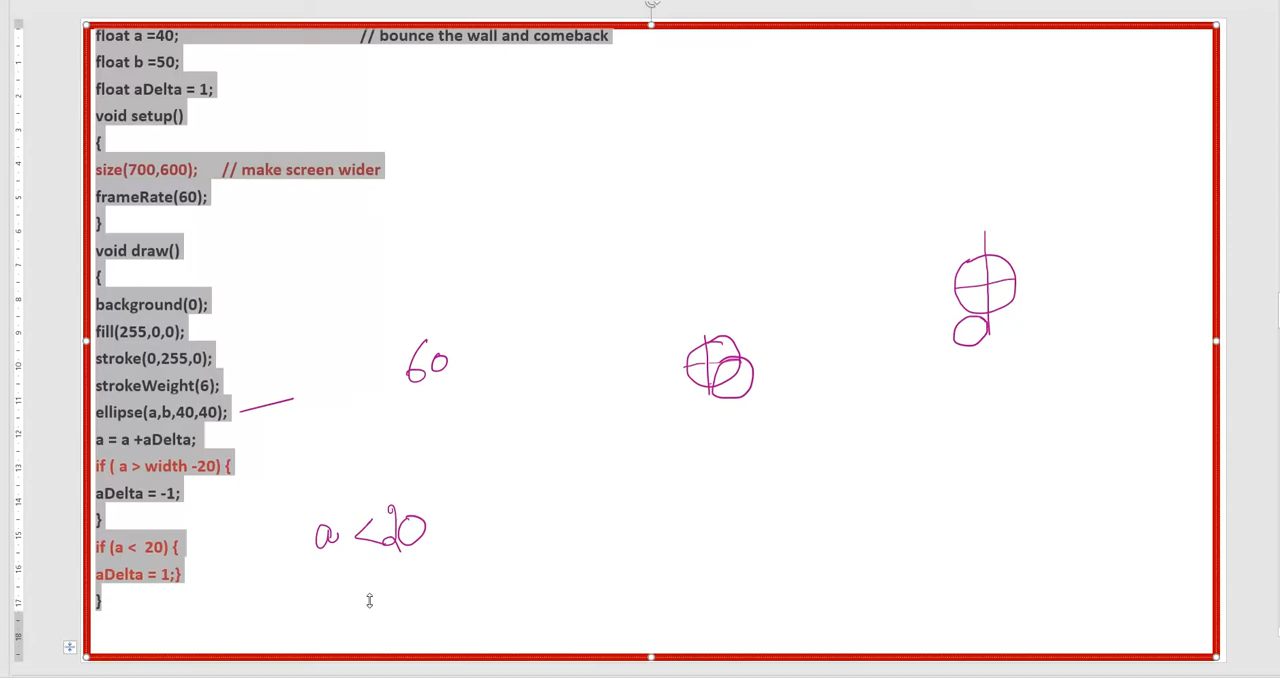 float a =40; // bounce the wall and comeback
float b =50;
float aDelta = 1;
void setup()
{
size(700,600); // make screen wider
frameRate(60);
}
void draw()
{
background(0);
fill(255,0,0);
stroke(0,255,0);
strokeWeight(6);
ellipse(a,b,40,40);
a = a +aDelta;
if ( a > width -20) {
aDelta = -1;
}
if (a < 20) {
aDelta = 1;}
}
60
a <20